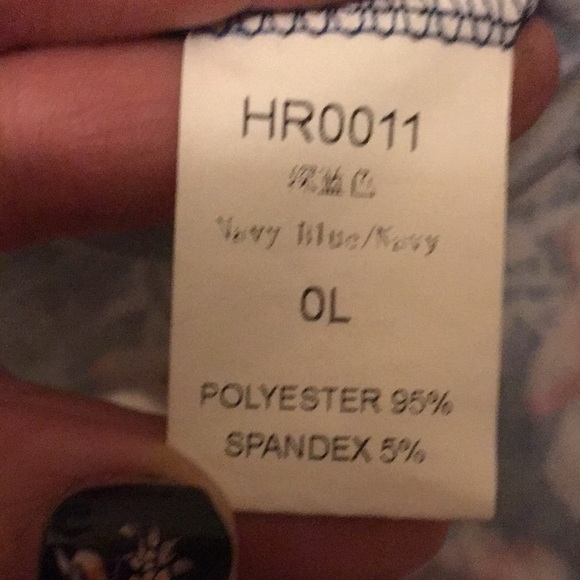 HR0011
深蓝色
Navy Blue/Navy
0L
POLYESTER 95%
SPANDEX 5%